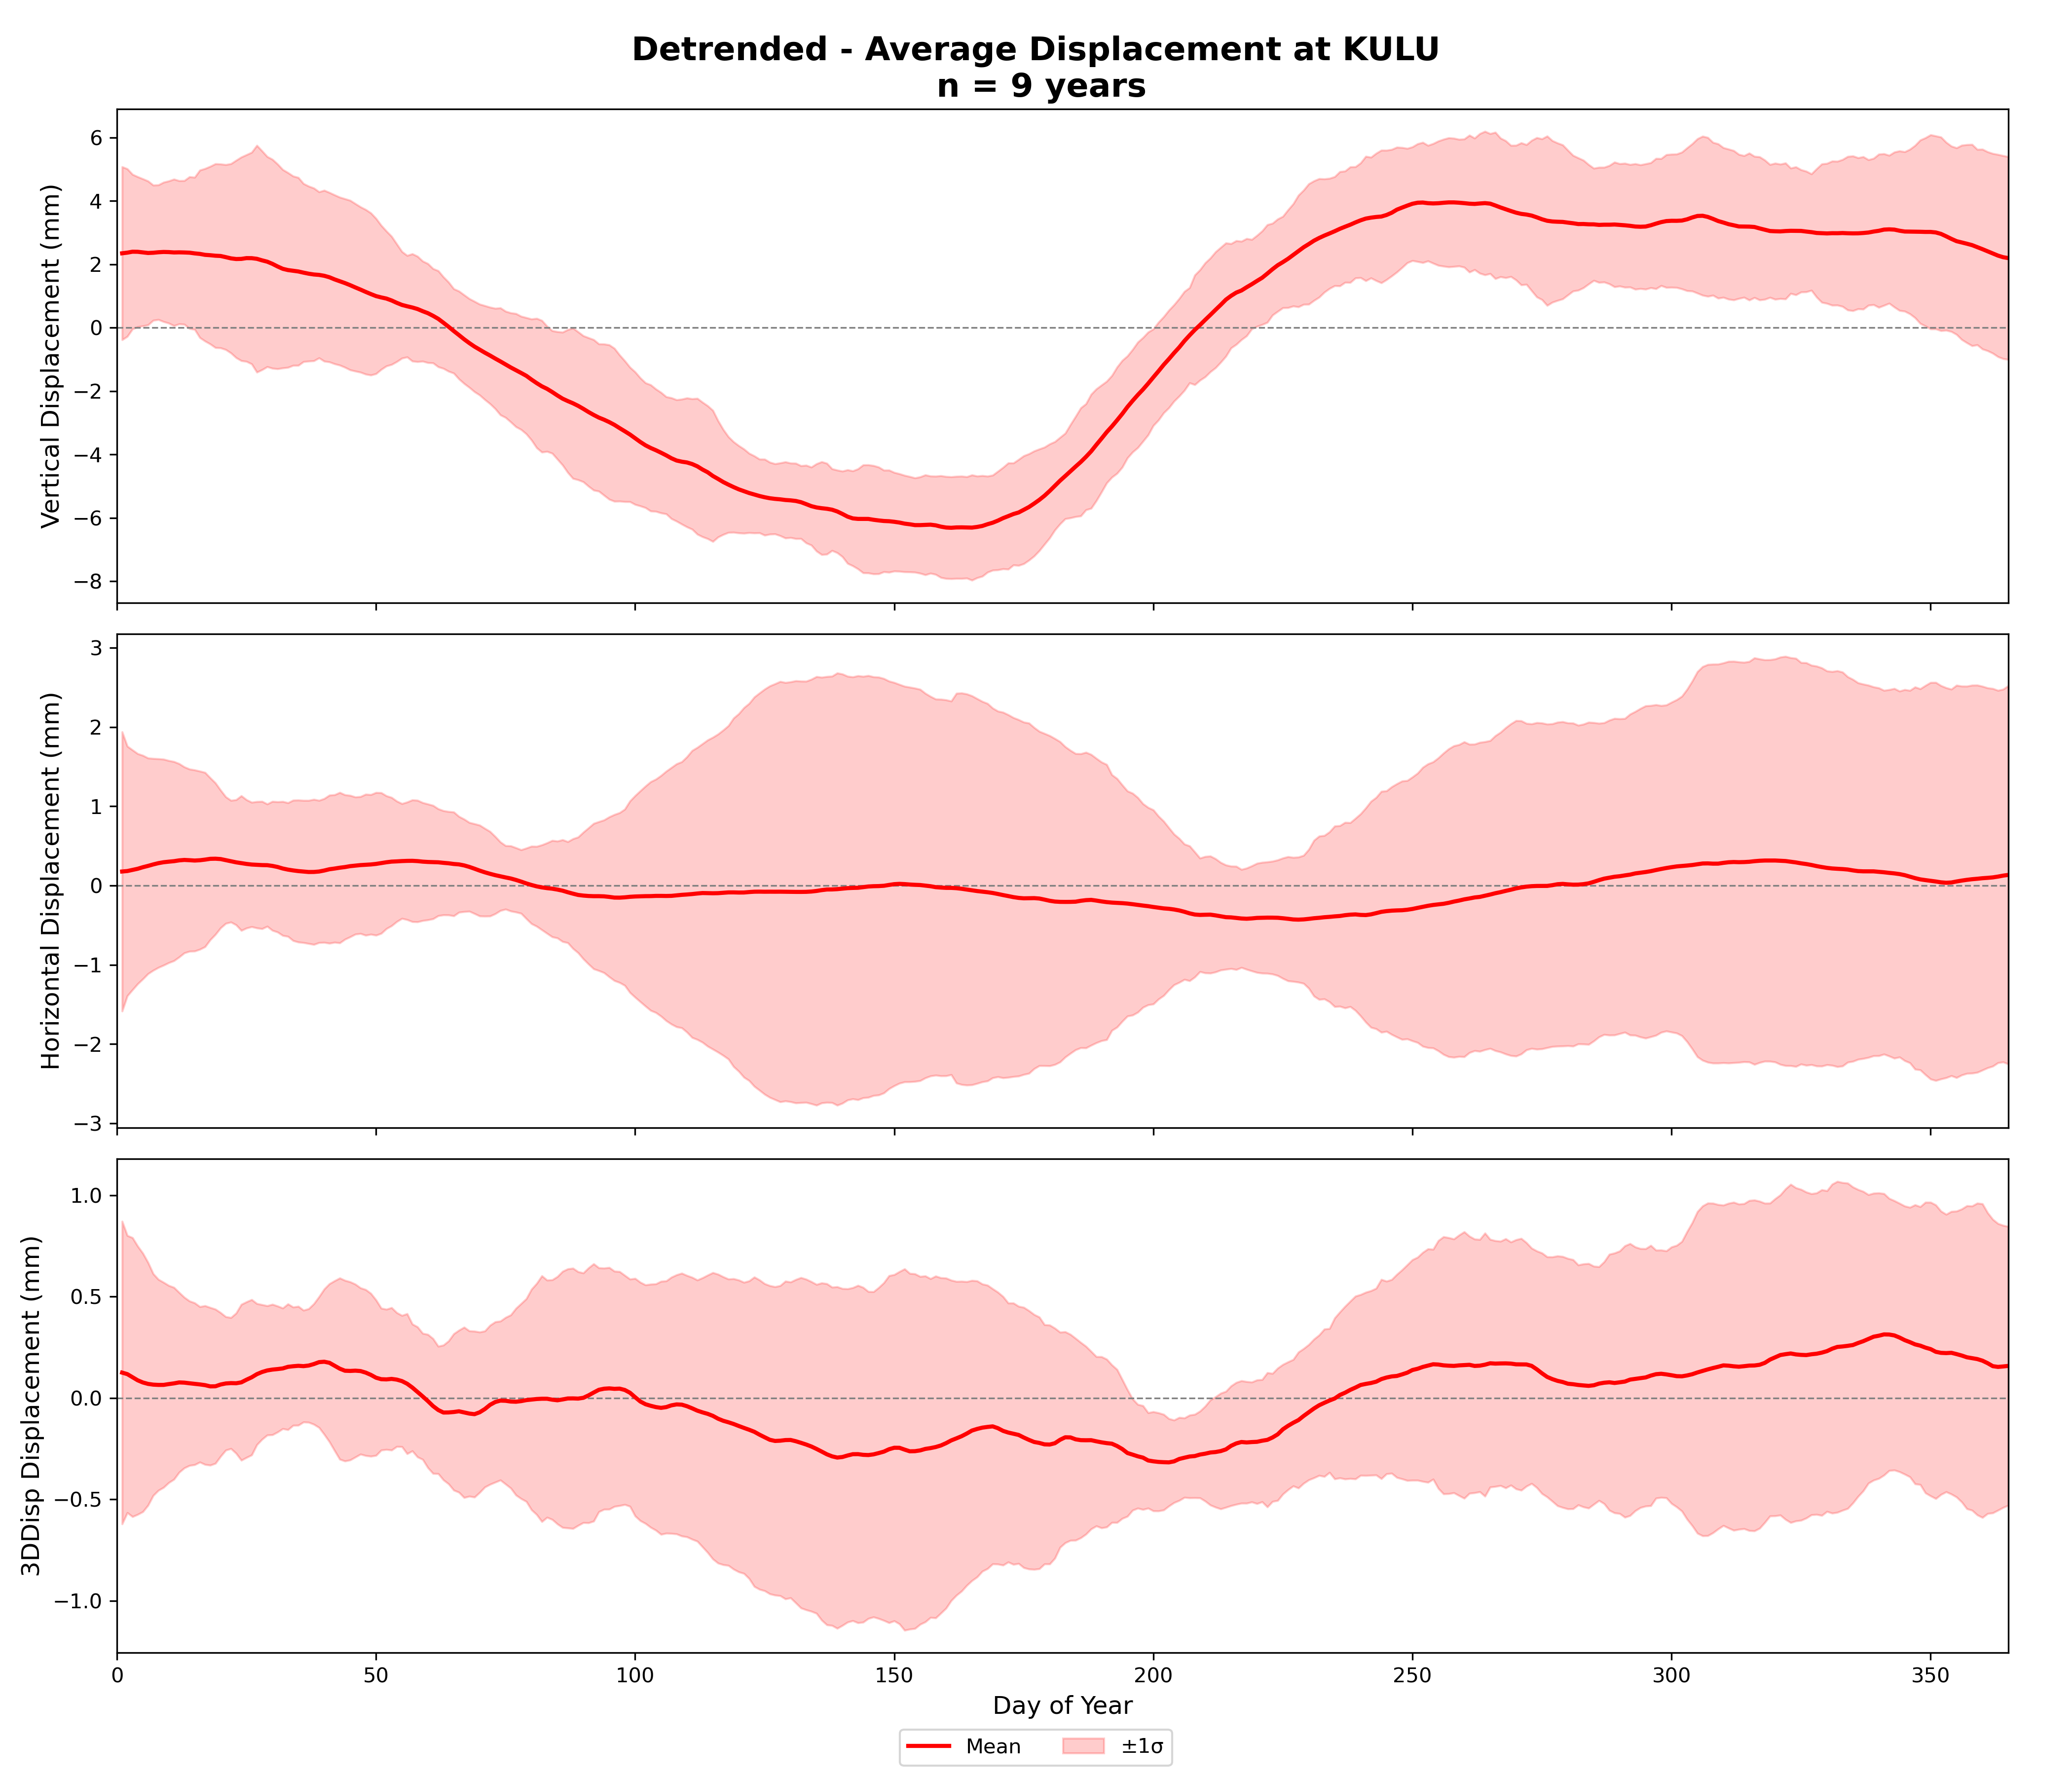 Detrended - Average Displacement at KULU
n = 9 years
Vertical Displacement (mm)
6
4
2
0
−2
−4
−6
−8
Horizontal Displacement (mm)
3
2
1
0
−1
−2
−3
3DDisp Displacement (mm)
1.0
0.5
0.0
−0.5
−1.0
0 50 100 150 200 250 300 350
Day of Year
Mean ±1σ